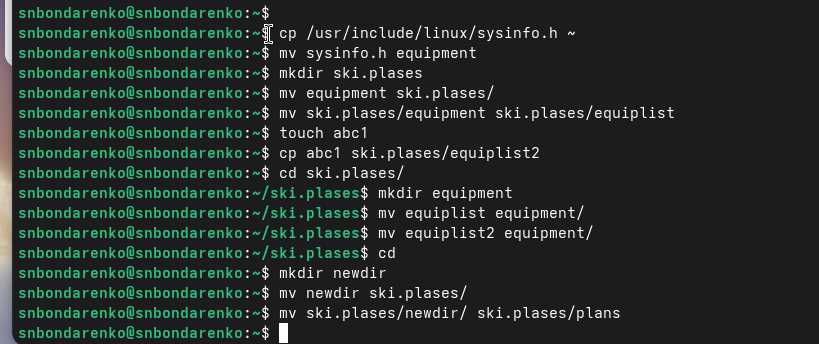 snbondarenko@snbondarenko:~$
snbondarenko@snbondarenko:~$ cp /usr/include/linux/sysinfo.h ~
snbondarenko@snbondarenko:~$ mv sysinfo.h equipment
snbondarenko@snbondarenko:~$ mkdir ski.plases
snbondarenko@snbondarenko:~$ mv equipment ski.plases/
snbondarenko@snbondarenko:~$ mv ski.plases/equipment ski.plases/equiplist
snbondarenko@snbondarenko:~$ touch abc1
snbondarenko@snbondarenko:~$ cp abc1 ski.plases/equiplist2
snbondarenko@snbondarenko:~$ cd ski.plases/
snbondarenko@snbondarenko:~/ski.plases$ mkdir equipment
snbondarenko@snbondarenko:~/ski.plases$ mv equiplist equipment/
snbondarenko@snbondarenko:~/ski.plases$ mv equiplist2 equipment/
snbondarenko@snbondarenko:~/ski.plases$ cd
snbondarenko@snbondarenko:~$ mkdir newdir
snbondarenko@snbondarenko:~$ mv newdir ski.plases/
snbondarenko@snbondarenko:~$ mv ski.plases/newdir/ ski.plases/plans
snbondarenko@snbondarenko:~$